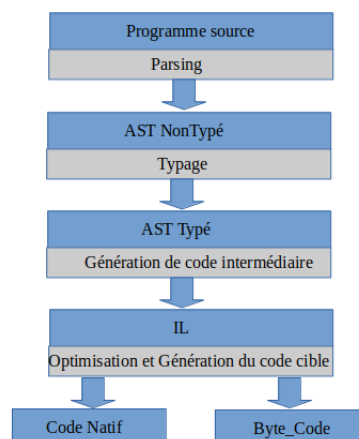 Programme source
Parsing
AST NonTypé
Typage
AST Typé
Génération de code intermédiaire
IL
Optimisation et Génération du code cible
Code Natif
Byte_Code